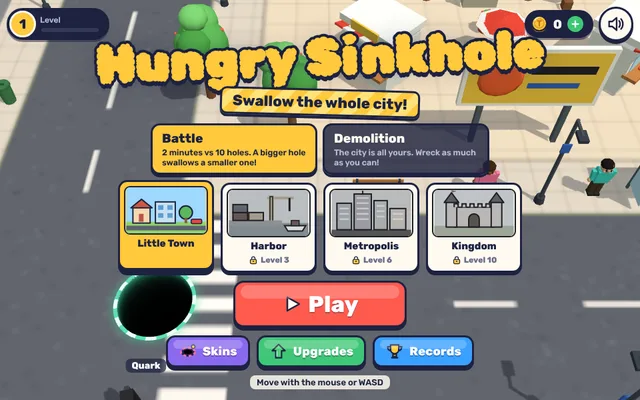 1
Level
0
Hungry Sinkhole
Swallow the whole city!
Battle
2 minutes vs 10 holes. A bigger hole
swallows a smaller one!
Demolition
The city is all yours. Wreck as much
as you can!
Little Town
Harbor
Level 3
Metropolis
Level 6
Kingdom
Level 10
Play
Skins
Upgrades
Records
Quark
Move with the mouse or WASD